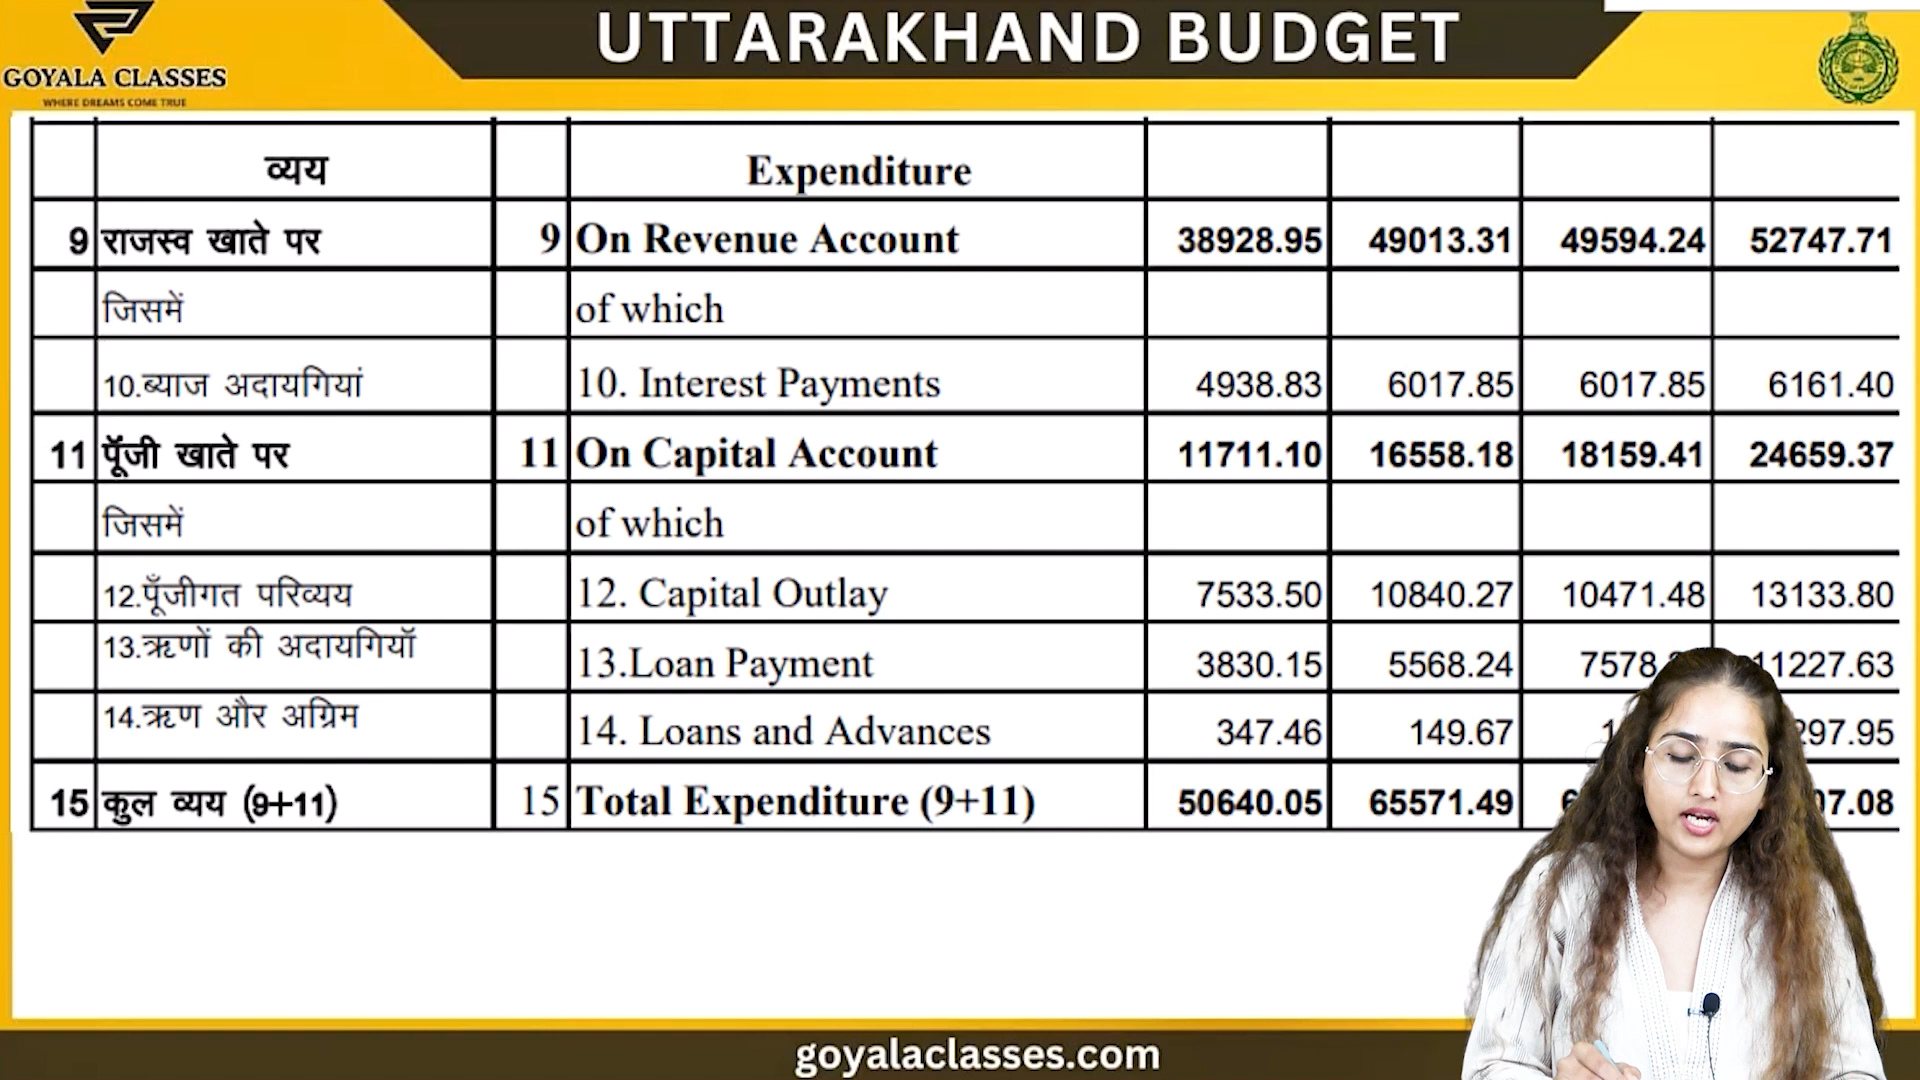 UTTARAKHAND BUDGET
GOYALA CLASSES
WHERE DREAMS COME TRUE
व्यय Expenditure
9 राजस्व खाते पर 9 On Revenue Account 38928.95 49013.31 49594.24 52747.71
जिसमें of which
10.ब्याज अदायगियां 10. Interest Payments 4938.83 6017.85 6017.85 6161.40
11 पूॅंजी खाते पर 11 On Capital Account 11711.10 16558.18 18159.41 24659.37
जिसमें of which
12.पूँजीगत परिव्यय 12. Capital Outlay 7533.50 10840.27 10471.48 13133.80
13.ऋणों की अदायगियॉ 13.Loan Payment 3830.15 5568.24 7578 11227.63
14.ऋण और अग्रिम 14. Loans and Advances 347.46 149.67 297.95
15 कुल व्यय (9+11) 15 Total Expenditure (9+11) 50640.05 65571.49 07.08
goyalaclasses.com